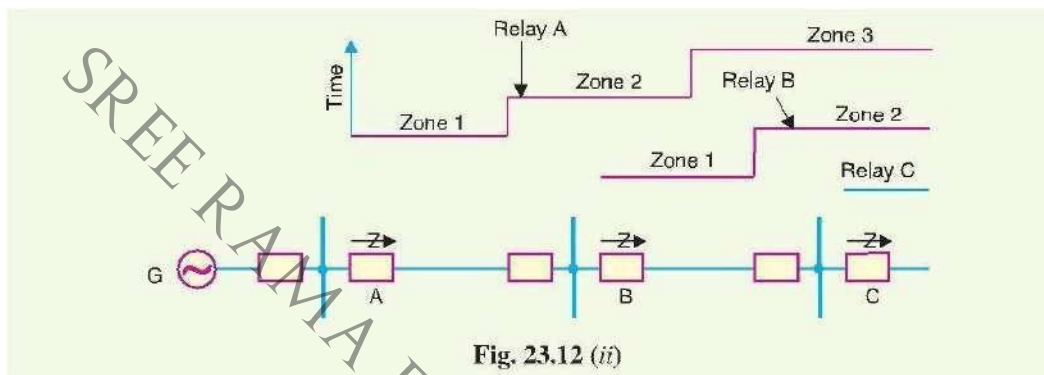 Relay A
Zone 3
Time
Zone 2
Relay B
Zone 1
Zone 2
Zone 1
Relay C
Z
Z
Z
G
A
B
C
Fig. 23.12 (ii)
SREE RAMA